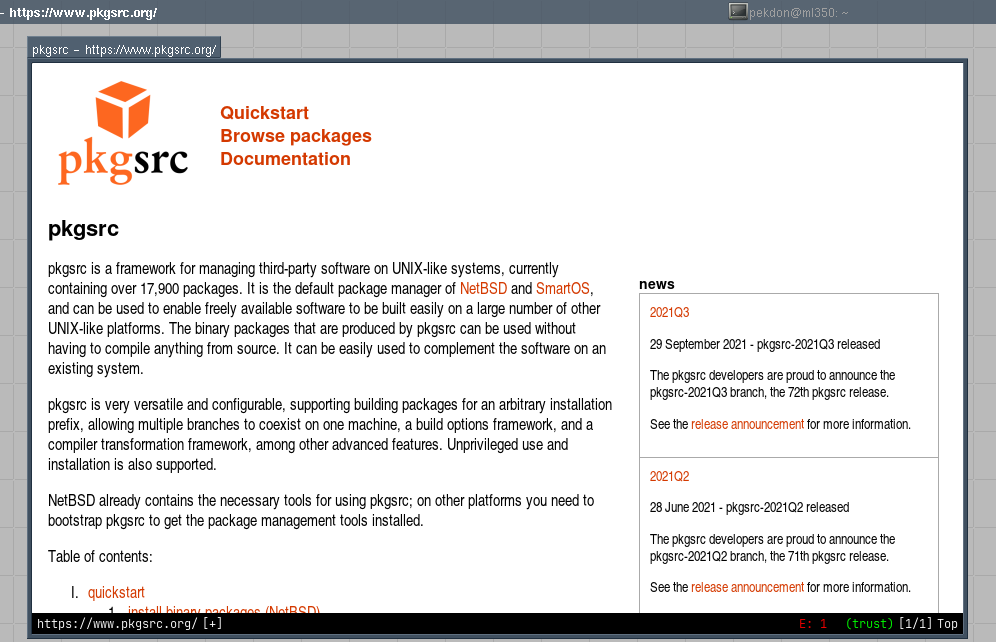 - https://www.pkgsrc.org/
pekdon@ml350: ~
pkgsrc - https://www.pkgsrc.org/
pkgsrc
Quickstart
Browse packages
Documentation
pkgsrc
pkgsrc is a framework for managing third-party software on UNIX-like systems, currently
containing over 17,900 packages. It is the default package manager of NetBSD and SmartOS,
and can be used to enable freely available software to be built easily on a large number of other
UNIX-like platforms. The binary packages that are produced by pkgsrc can be used without
having to compile anything from source. It can be easily used to complement the software on an
existing system.
pkgsrc is very versatile and configurable, supporting building packages for an arbitrary installation
prefix, allowing multiple branches to coexist on one machine, a build options framework, and a
compiler transformation framework, among other advanced features. Unprivileged use and
installation is also supported.
NetBSD already contains the necessary tools for using pkgsrc; on other platforms you need to
bootstrap pkgsrc to get the package management tools installed.
Table of contents:
I. quickstart
1. install binary packages (NetBSD)
news
2021Q3
29 September 2021 - pkgsrc-2021Q3 released
The pkgsrc developers are proud to announce the
pkgsrc-2021Q3 branch, the 72th pkgsrc release.
See the release announcement for more information.
2021Q2
28 June 2021 - pkgsrc-2021Q2 released
The pkgsrc developers are proud to announce the
pkgsrc-2021Q2 branch, the 71th pkgsrc release.
See the release announcement for more information.
https://www.pkgsrc.org/ [+]
E: 1 (trust) [1/1] Top